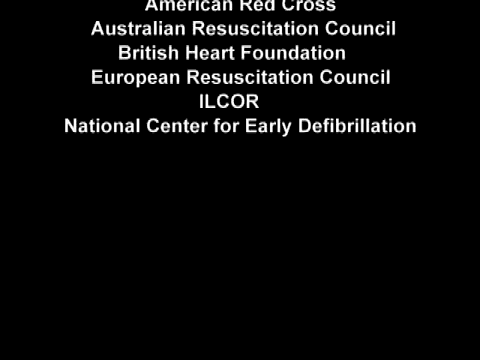 American Red Cross
Australian Resuscitation Council
British Heart Foundation
European Resuscitation Council
ILCOR
National Center for Early Defibrillation